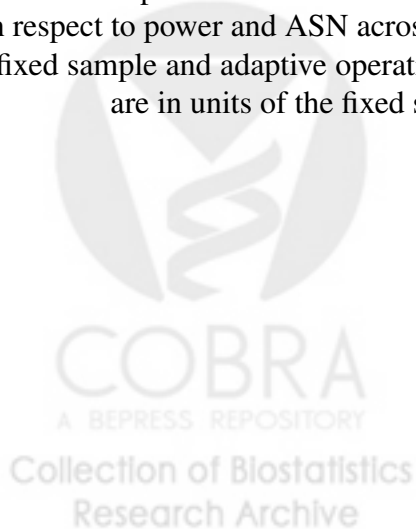 n respect to power and ASN acros
fixed sample and adaptive operati
are in units of the fixed s
COBRA
A BEPRESS REPOSITORY
Collection of Biostatistics
Research Archive